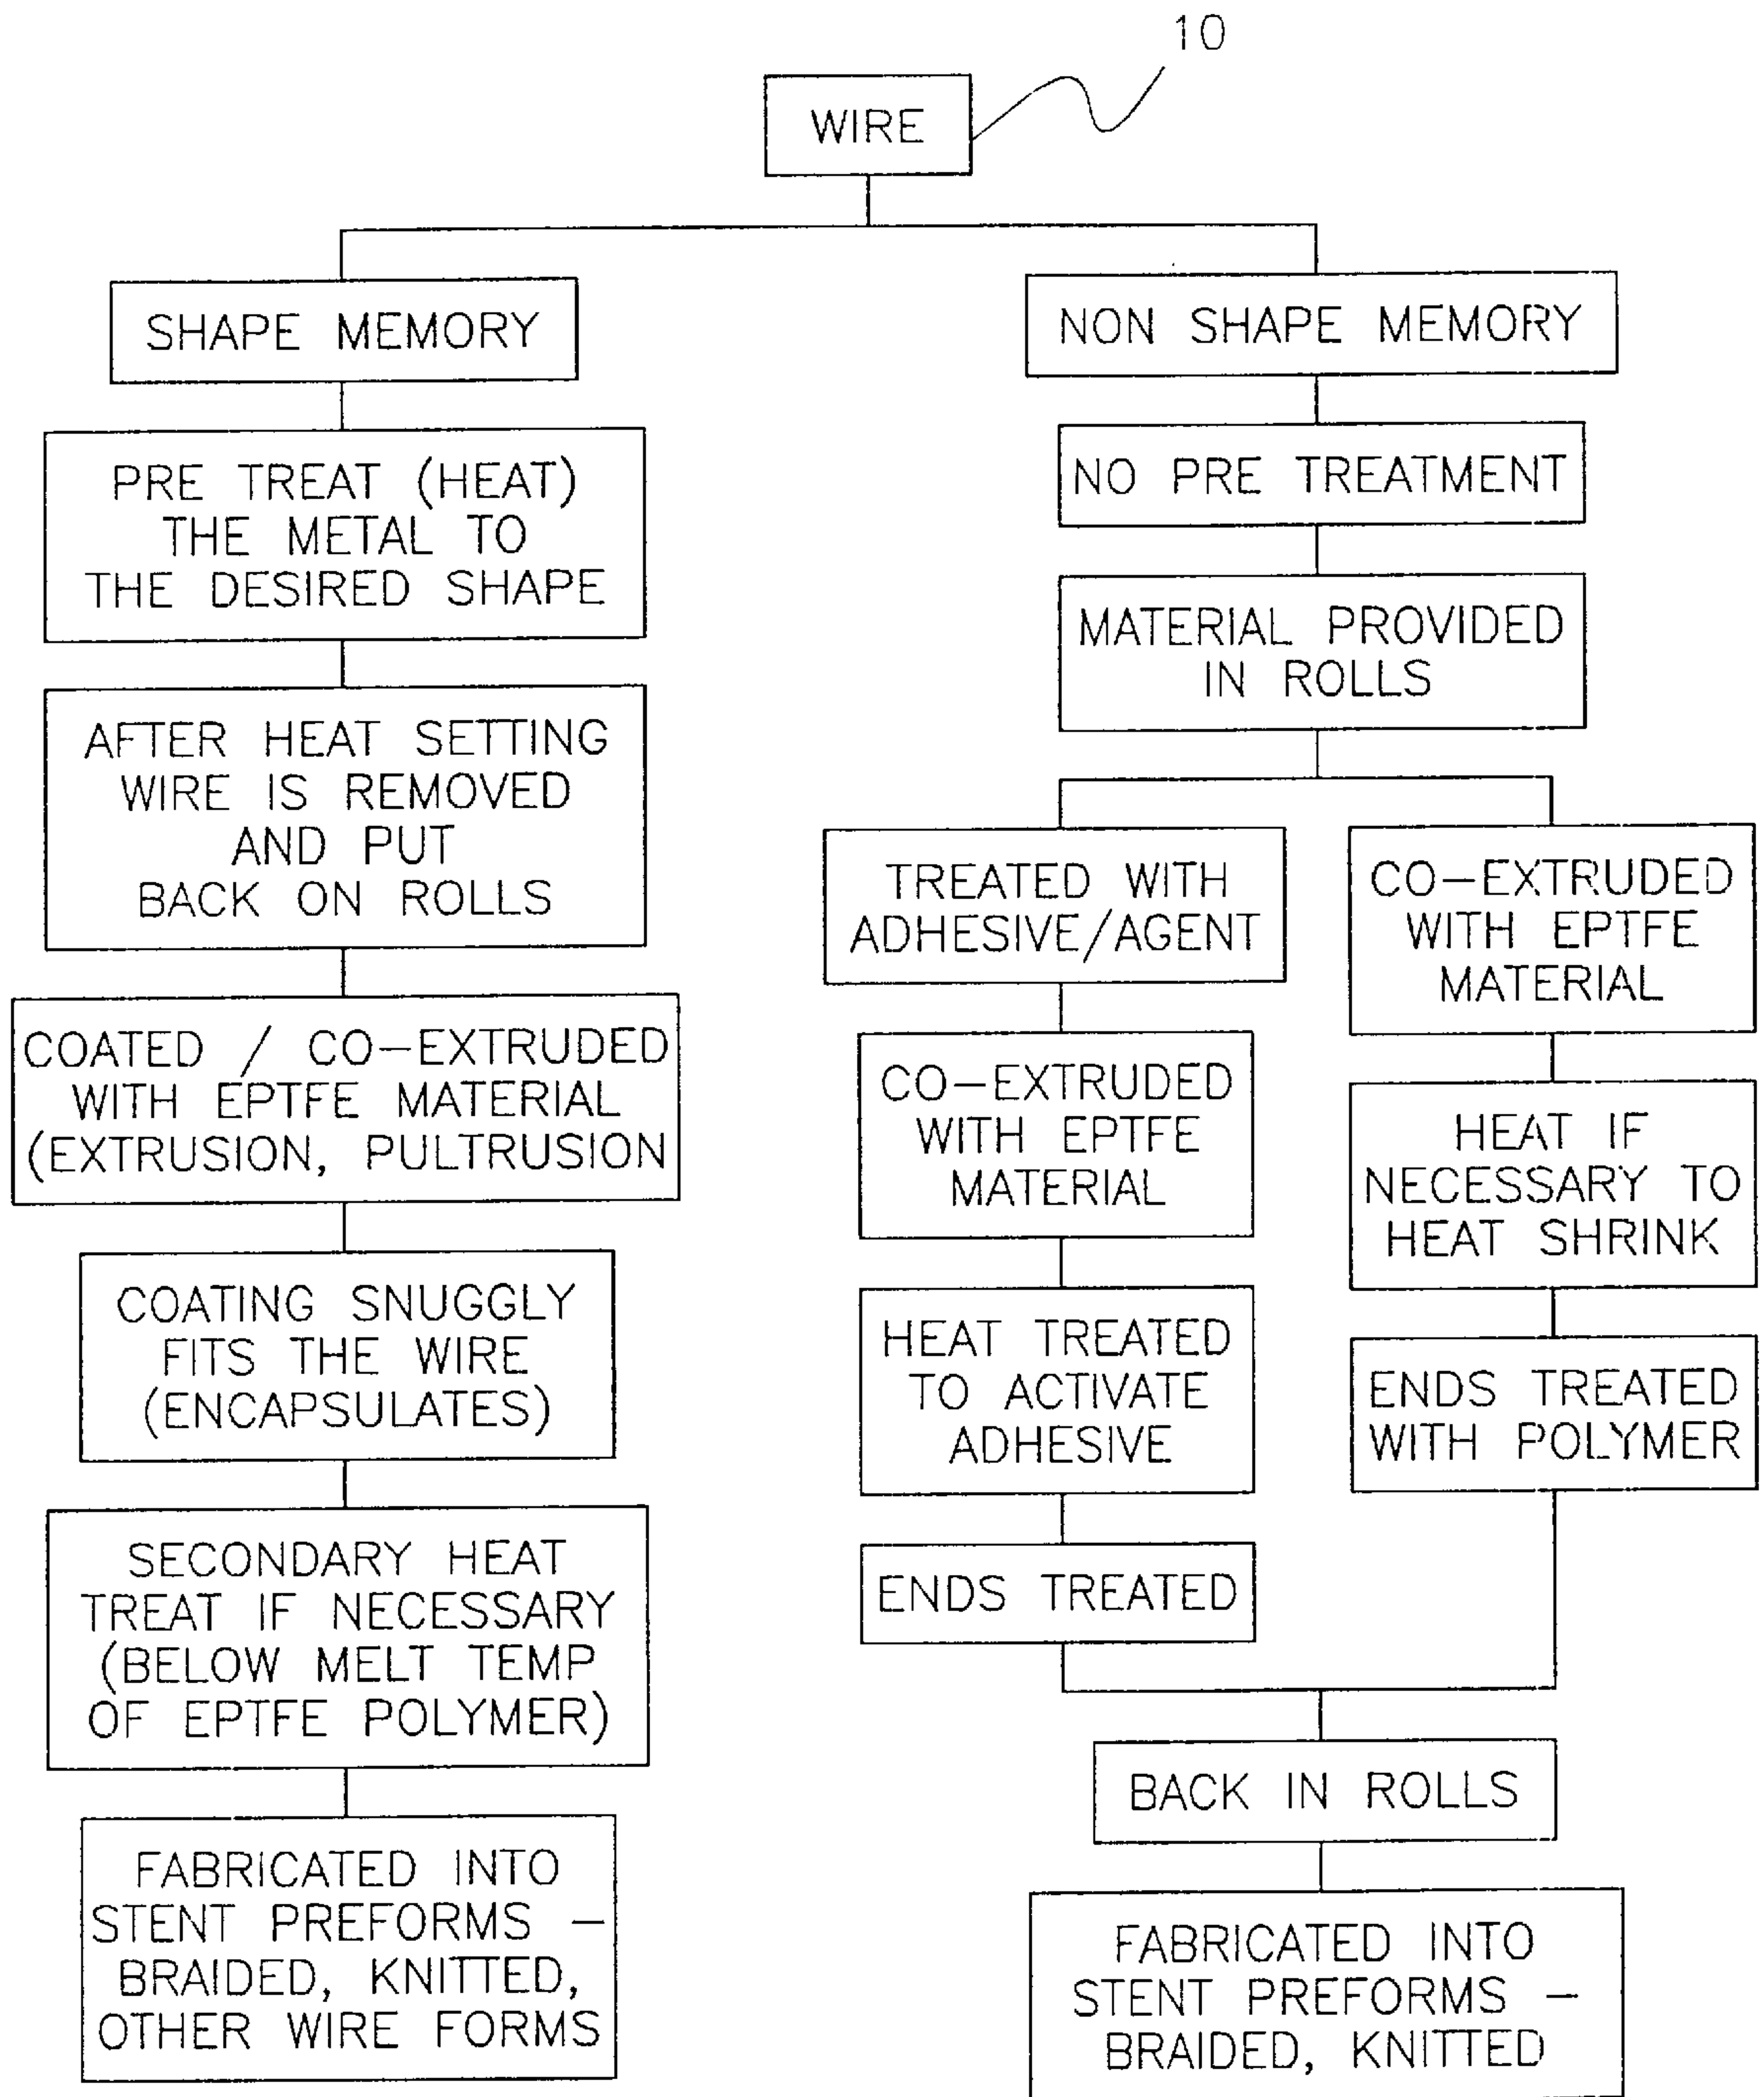 10
WIRE
SHAPE MEMORY
PRE TREAT (HEAT)
THE METAL TO
THE DESIRED SHAPE
AFTER HEAT SETTING
WIRE IS REMOVED
AND PUT
BACK ON ROLLS
COATED / CO-EXTRUDED
WITH EPTFE MATERIAL
(EXTRUSION, PULTRUSION
COATING SNUGGLY
FITS THE WIRE
(ENCAPSULATES)
SECONDARY HEAT
TREAT IF NECESSARY
(BELOW MELT TEMP
OF EPTFE POLYMER)
FABRICATED INTO
STENT PREFORMS -
BRAIDED, KNITTED,
OTHER WIRE FORMS
NON SHAPE MEMORY
NO PRE TREATMENT
MATERIAL PROVIDED
IN ROLLS
TREATED WITH
ADHESIVE/AGENT
CO-EXTRUDED
WITH EPTFE
MATERIAL
HEAT TREATED
TO ACTIVATE
ADHESIVE
ENDS TREATED
CO-EXTRUDED
WITH EPTFE
MATERIAL
HEAT IF
NECESSARY TO
HEAT SHRINK
ENDS TREATED
WITH POLYMER
BACK IN ROLLS
FABRICATED INTO
STENT PREFORMS -
BRAIDED, KNITTED